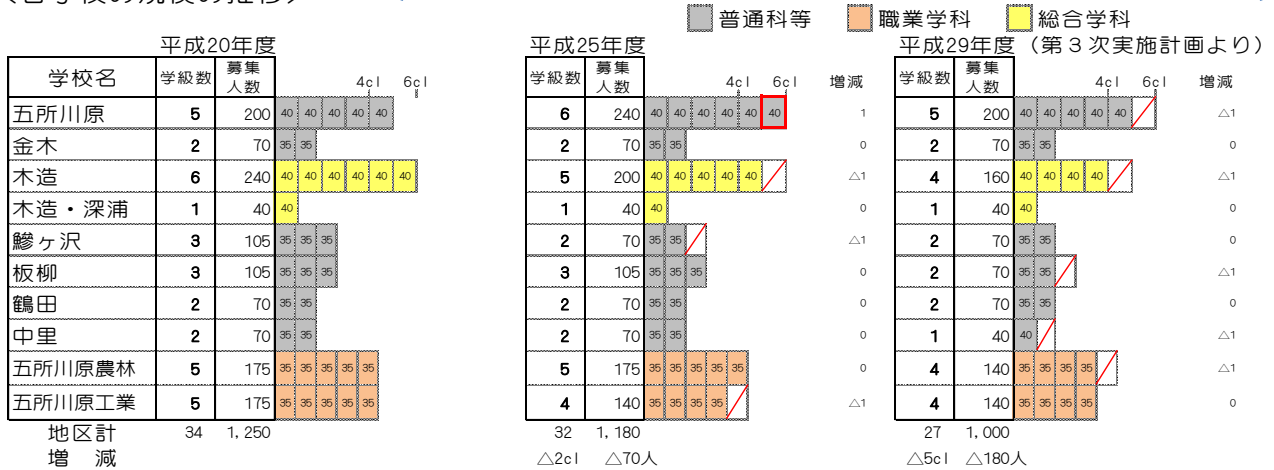 普通科等 職業学科 総合学科
平成20年度 平成25年度 平成29年度（第3次実施計画より）
学校名 学級数 募集人数 4cl 6cl 学級数 募集人数 4cl 6cl 増減 学級数 募集人数 4cl 6cl 増減
五所川原 5 200 40 40 40 40 40 6 240 40 40 40 40 40 40 1 5 200 40 40 40 40 40 △1
金木 2 70 35 35 2 70 35 35 0 2 70 35 35 0
木造 6 240 40 40 40 40 40 40 5 200 40 40 40 40 40 △1 4 160 40 40 40 40 △1
木造・深浦 1 40 40 1 40 40 0 1 40 40 0
鰺ヶ沢 3 105 35 35 35 2 70 35 35 △1 2 70 35 35 0
板柳 3 105 35 35 35 3 105 35 35 35 0 2 70 35 35 △1
鶴田 2 70 35 35 2 70 35 35 0 2 70 35 35 0
中里 2 70 35 35 2 70 35 35 0 1 40 40 △1
五所川原農林 5 175 35 35 35 35 35 5 175 35 35 35 35 35 0 4 140 35 35 35 35 △1
五所川原工業 5 175 35 35 35 35 35 4 140 35 35 35 35 △1 4 140 35 35 35 35 0
地区計 34 1,250 32 1,180 27 1,000
増 減 △2cl △70人 △5cl △180人